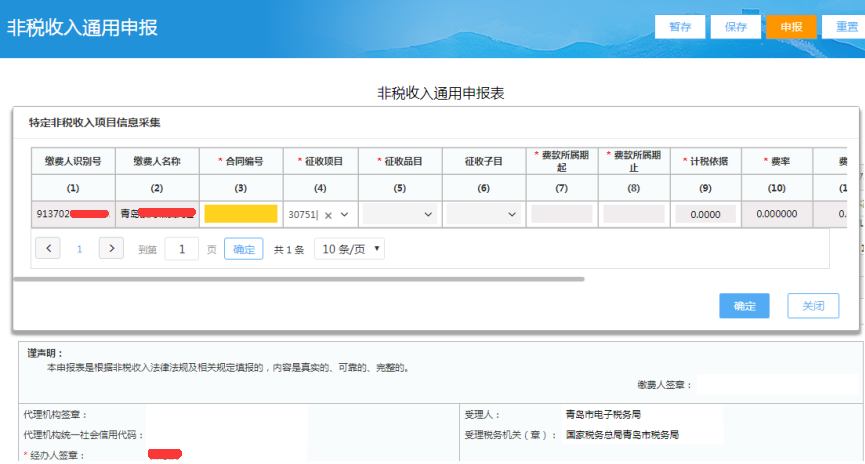 非税收入通用申报
暂存 保存 申报 重置
非税收入通用申报表
特定非税收入项目信息采集
缴费人识别号 缴费人名称 * 合同编号 * 征收项目 * 征收品目 征收子目 * 费款所属期起 * 费款所属期止 * 计税依据 * 费率
(1) (2) (3) (4) (5) (6) (7) (8) (9) (10)
913702 青岛 30751 0.0000 0.000000 0.
1 到第 1 页 确定 共 1 条 10 条/页
确定 关闭
谨声明：
本申报表是根据非税收入法律法规及相关规定填报的，内容是真实的、可靠的、完整的。
缴费人签章：
代理机构签章： 受理人： 青岛市电子税务局
代理机构统一社会信用代码： 受理税务机关（章）： 国家税务总局青岛市税务局
* 经办人签章：